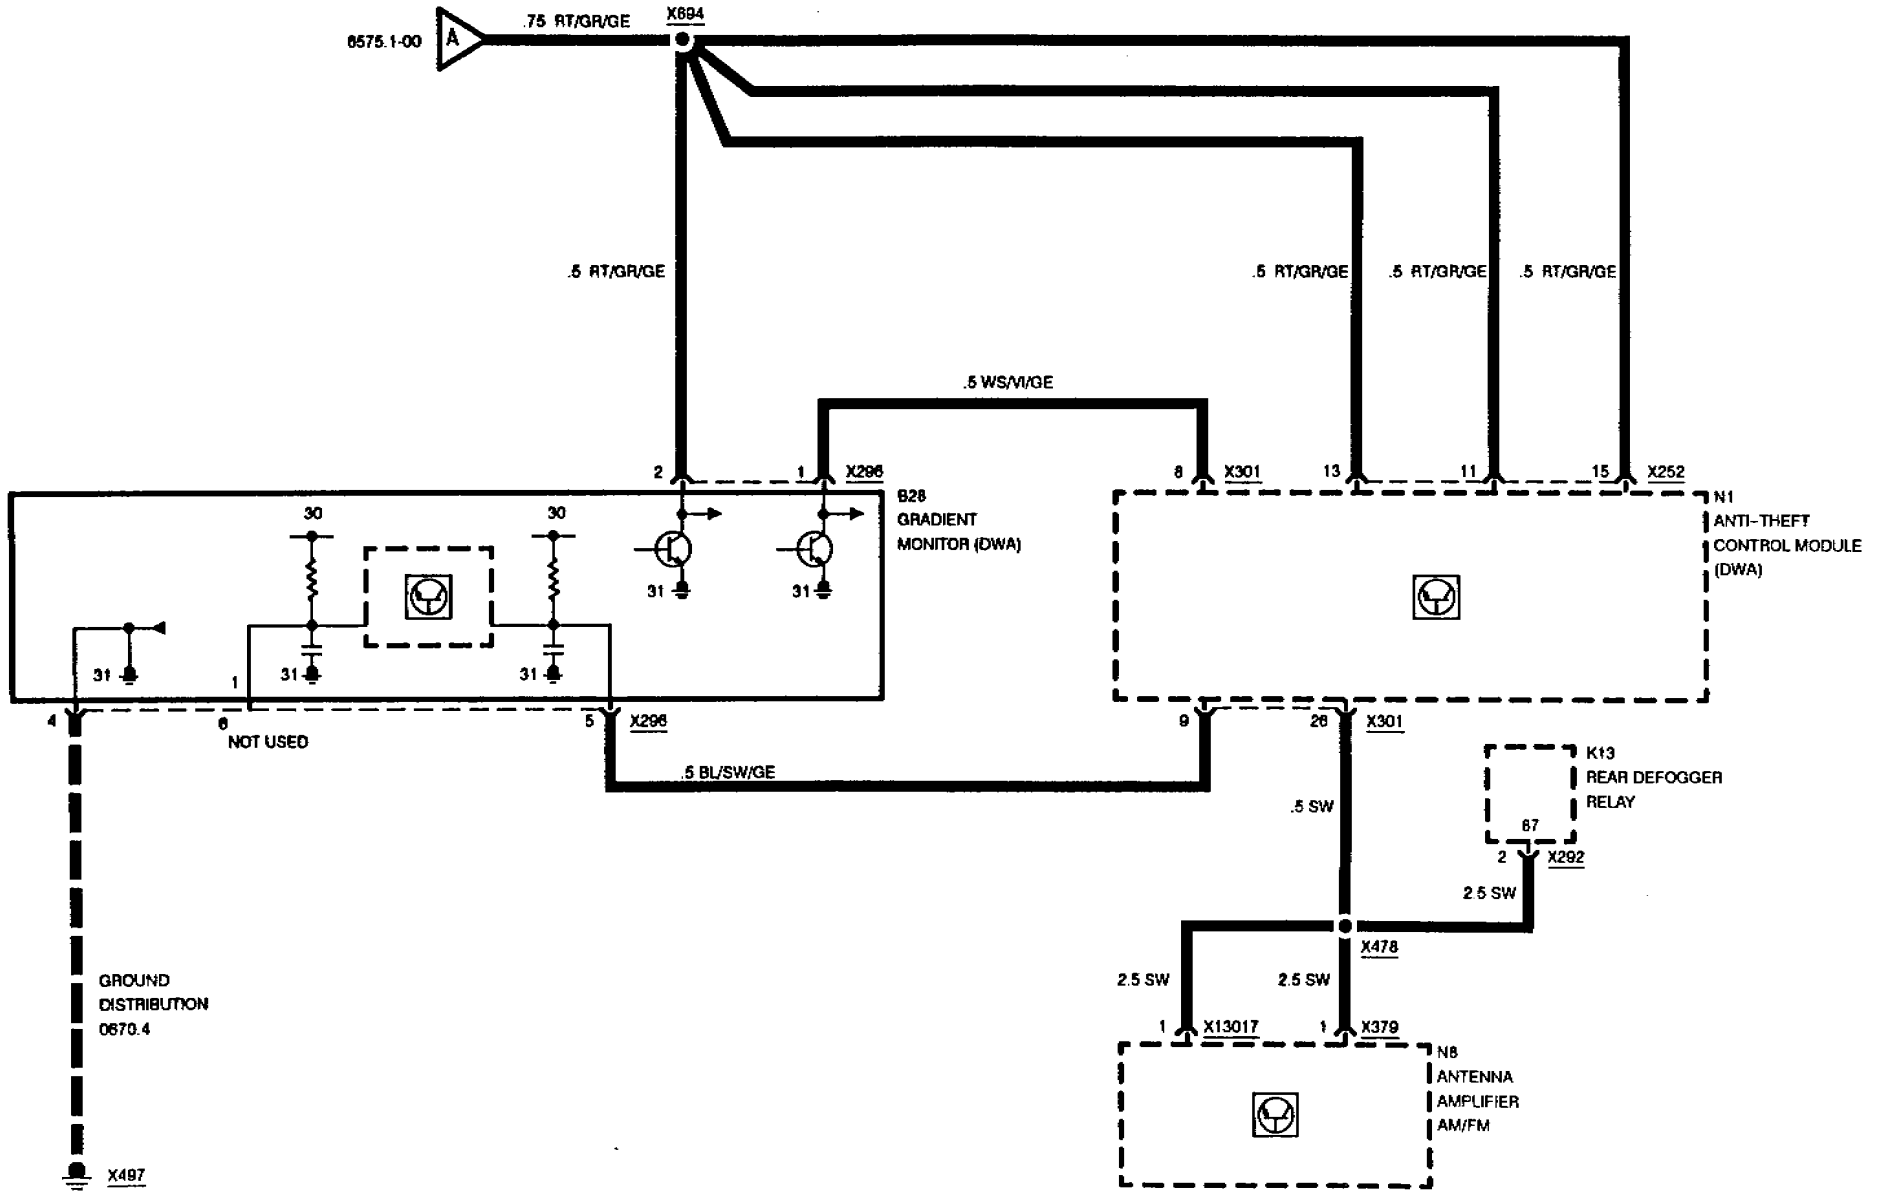 .75 RT/GR/GE
X694
6575.1-00
A
.5 RT/GR/GE
.5 RT/GR/GE
.5 RT/GR/GE
.5 RT/GR/GE
.5 WS/VI/GE
2
1
X296
8
X301
13
11
15
X252
B28
GRADIENT
MONITOR (DWA)
N1
ANTI-THEFT
CONTROL MODULE
(DWA)
30
30
31
31
31
31
31
1
4
6
NOT USED
5
X296
9
26
X301
.5 BL/SW/GE
.5 SW
K13
REAR DEFOGGER
RELAY
87
2
X292
2.5 SW
X478
2.5 SW
2.5 SW
GROUND
DISTRIBUTION
0670.4
1
X13017
1
X379
N8
ANTENNA
AMPLIFIER
AM/FM
X497